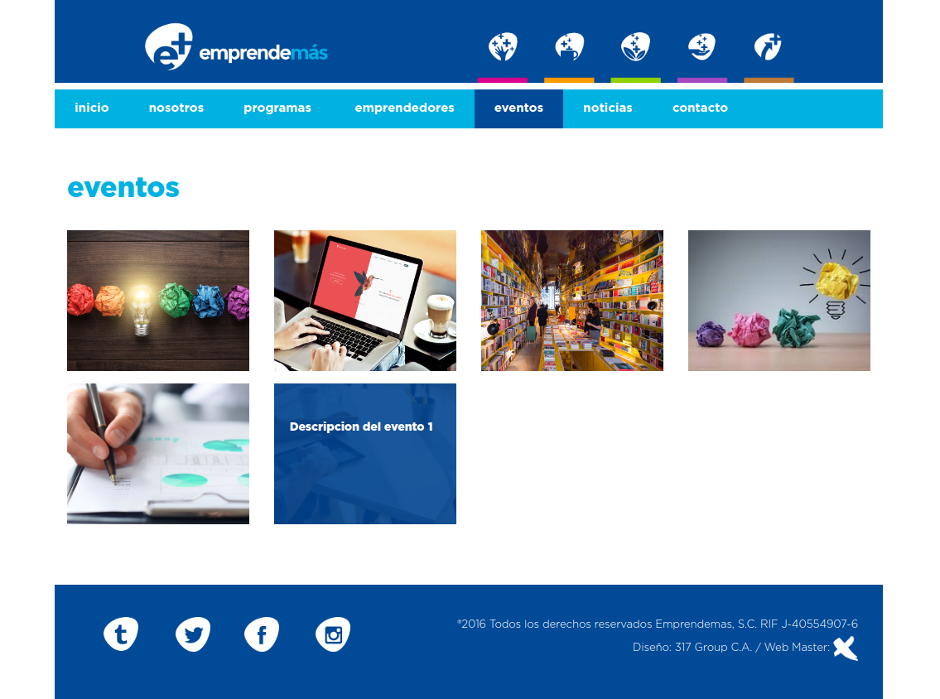 emprendemás
inicio nosotros programas emprendedores eventos noticias contacto
eventos
Descripcion del evento 1
®2016 Todos los derechos reservados Emprendemas, S.C. RIF J-40554907-6
Diseño: 317 Group C.A. / Web Master: